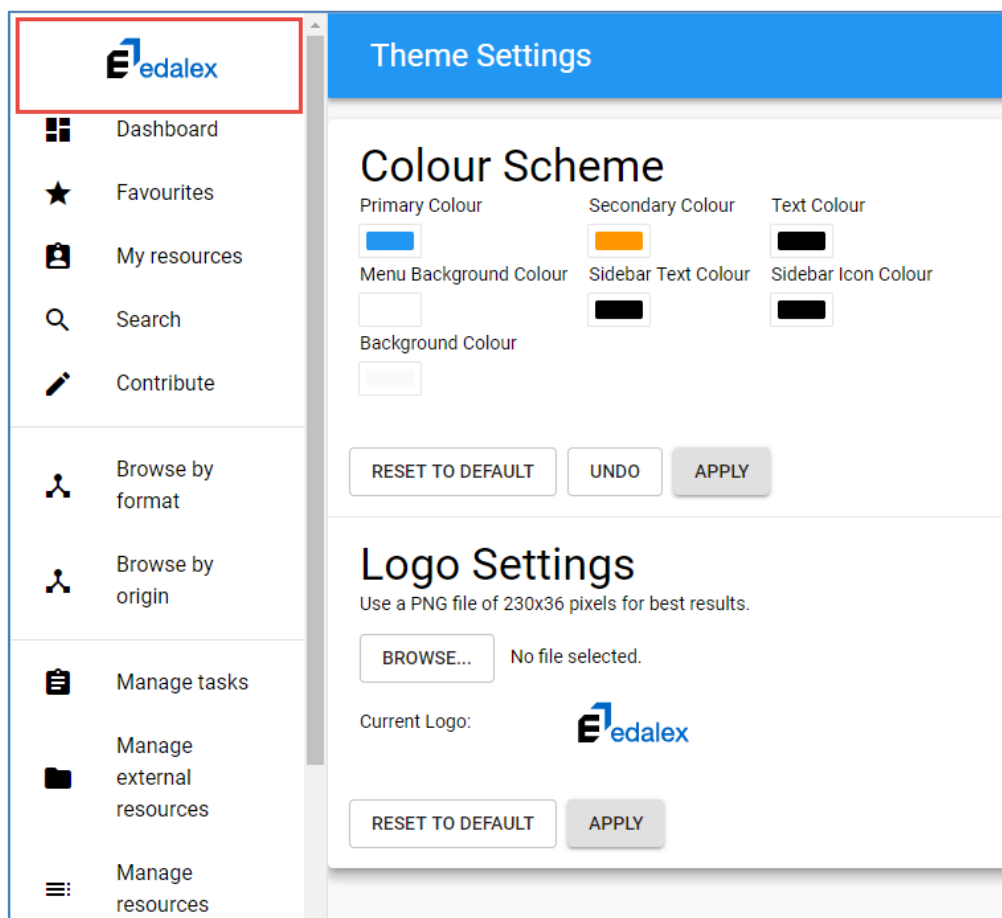 edalex
Dashboard
Favourites
My resources
Search
Contribute
Browse by
format
Browse by
origin
Manage tasks
Manage
external
resources
Manage
resources
Theme Settings
Colour Scheme
Primary Colour Secondary Colour Text Colour
Menu Background Colour Sidebar Text Colour Sidebar Icon Colour
Background Colour
RESET TO DEFAULT UNDO APPLY
Logo Settings
Use a PNG file of 230x36 pixels for best results.
BROWSE... No file selected.
Current Logo: edalex
RESET TO DEFAULT APPLY